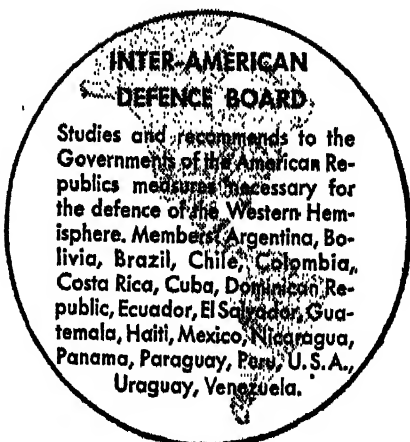 INTER-AMERICAN
DEFENCE BOARD
Studies and recommends to the
Governments of the American Re-
publics measures necessary for
the defence of the Western Hem-
isphere. Members: Argentina, Bo-
livia, Brazil, Chile, Colombia,
Costa Rica, Cuba, Dominican Re-
public, Ecuador, El Salvador, Gua-
temala, Haiti, Mexico, Nicaragua,
Panama, Paraguay, Peru, U.S.A.,
Uraguay, Venezuela.